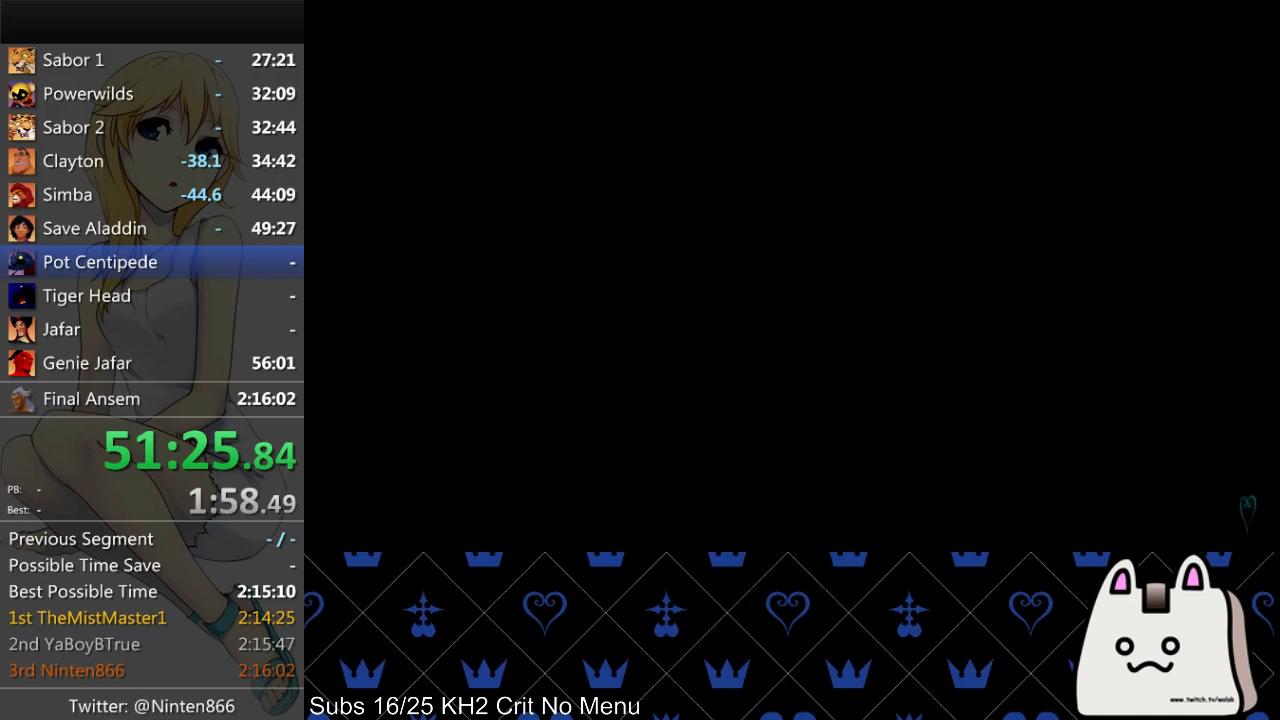 Sabor 1 - 27:21
Powerwilds - 32:09
Sabor 2 - 32:44
Clayton -38.1 34:42
Simba -44.6 44:09
Save Aladdin - 49:27
Pot Centipede -
Tiger Head -
Jafar -
Genie Jafar 56:01
Final Ansem 2:16:02
51:25.84
PB: - 1:58.49
Best: -
Previous Segment - / -
Possible Time Save -
Best Possible Time 2:15:10
1st TheMistMaster1 2:14:25
2nd YaBoyBTrue 2:15:47
3rd Ninten866 2:16:02
Twitter: @Ninten866
Subs 16/25 KH2 Crit No Menu